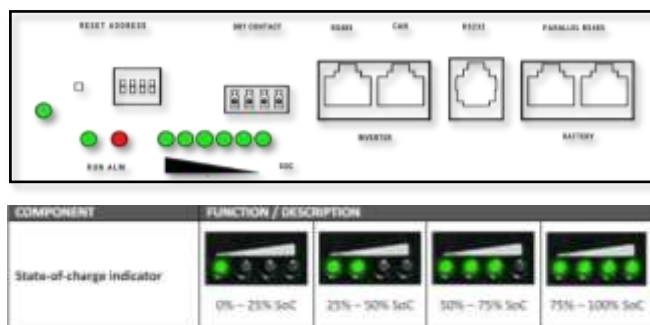 RESET ADDRESS DRY CONTACT RS485 CAN RS232 PARALLEL RS485
INVERTER BATTERY
RUN ALM SOC
COMPONENT FUNCTION / DESCRIPTION
State-of-charge indicator
0% – 25% SoC 25% – 50% SoC 50% – 75% SoC 75% – 100% SoC